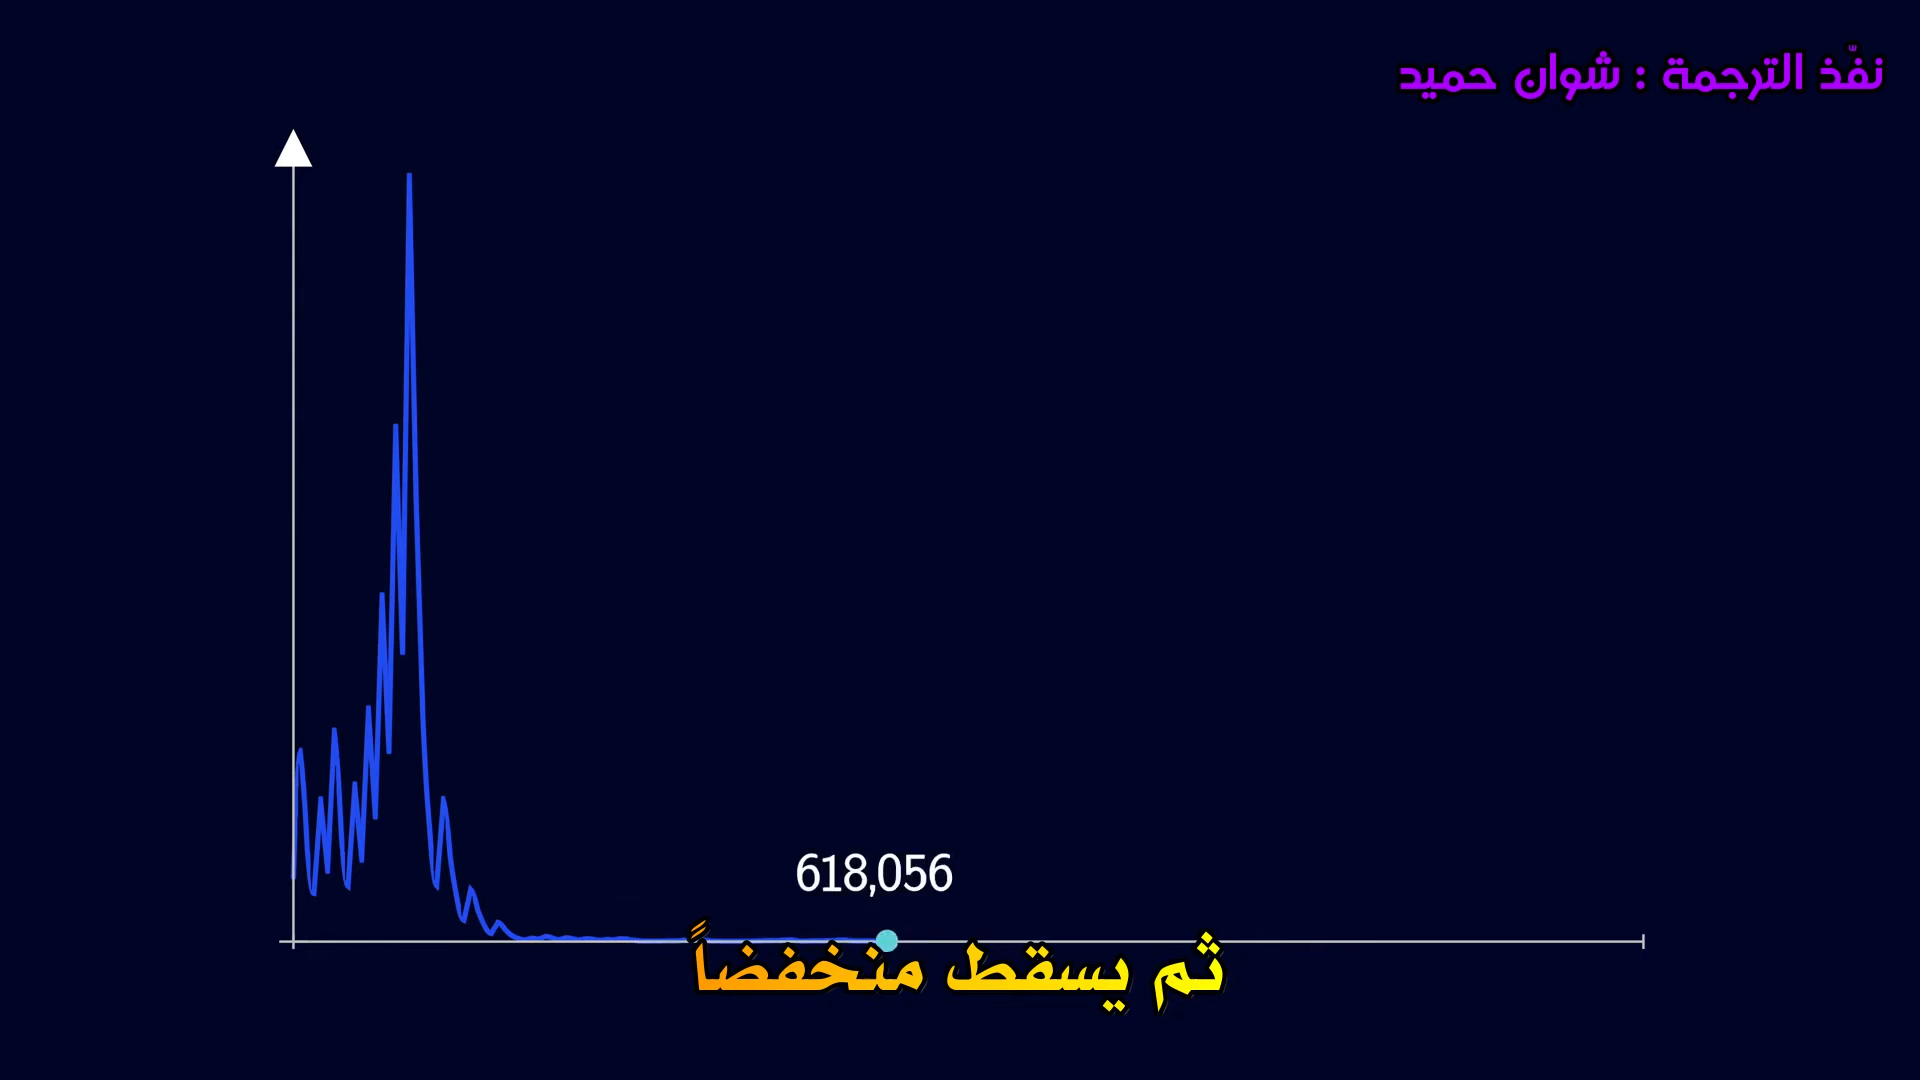 نفّذ الترجمة : شوان حميد
618,056
ثم يسقط منخفضاً